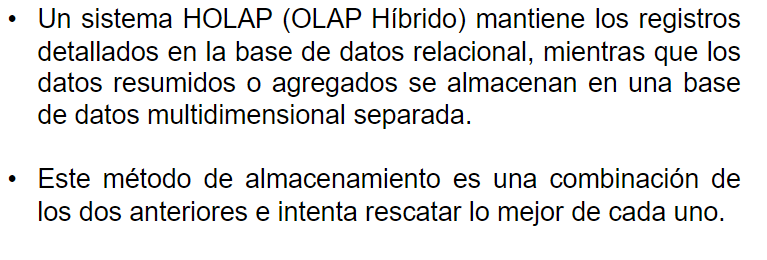 • Un sistema HOLAP (OLAP Híbrido) mantiene los registros
detallados en la base de datos relacional, mientras que los
datos resumidos o agregados se almacenan en una base
de datos multidimensional separada.
• Este método de almacenamiento es una combinación de
los dos anteriores e intenta rescatar lo mejor de cada uno.